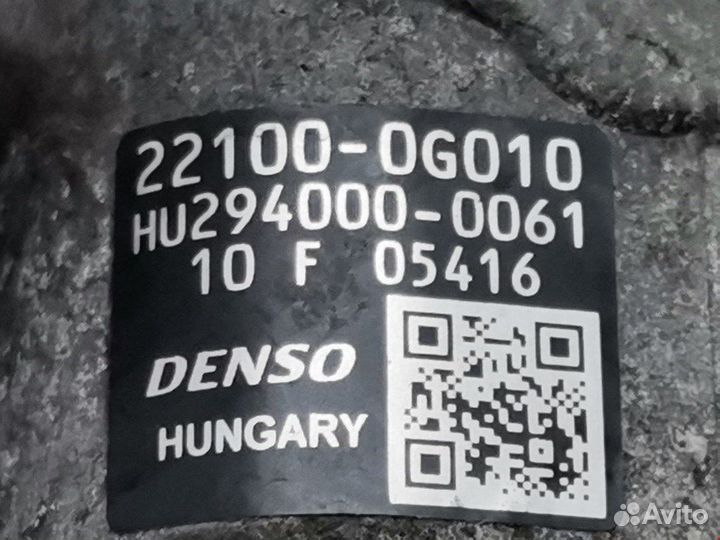 22100-0G010
HU294000-0061
10 F 05416
DENSO
HUNGARY
Avito